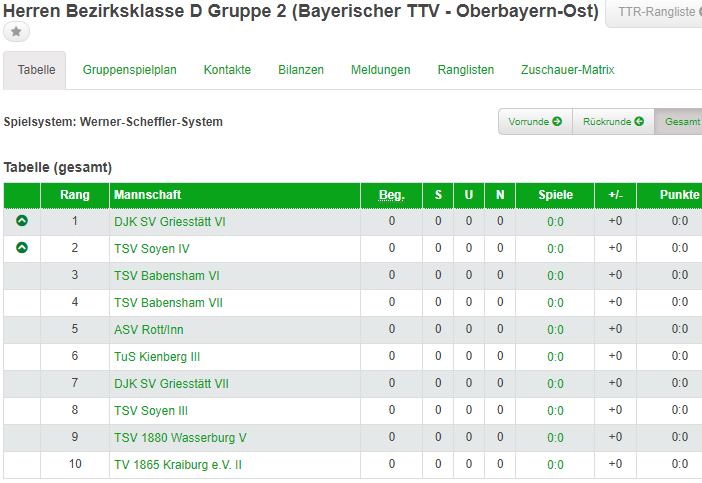 Herren Bezirksklasse D Gruppe 2 (Bayerischer TTV - Oberbayern-Ost)
TTR-Rangliste
Tabelle Gruppenspielplan Kontakte Bilanzen Meldungen Ranglisten Zuschauer-Matrix
Spielsystem: Werner-Scheffler-System
Vorrunde Rückrunde Gesamt
Tabelle (gesamt)
Rang Mannschaft Beg. S U N Spiele +/- Punkte
1 DJK SV Griesstätt VI 0 0 0 0 0:0 +0 0:0
2 TSV Soyen IV 0 0 0 0 0:0 +0 0:0
3 TSV Babensham VI 0 0 0 0 0:0 +0 0:0
4 TSV Babensham VII 0 0 0 0 0:0 +0 0:0
5 ASV Rott/Inn 0 0 0 0 0:0 +0 0:0
6 TuS Kienberg III 0 0 0 0 0:0 +0 0:0
7 DJK SV Griesstätt VII 0 0 0 0 0:0 +0 0:0
8 TSV Soyen III 0 0 0 0 0:0 +0 0:0
9 TSV 1880 Wasserburg V 0 0 0 0 0:0 +0 0:0
10 TV 1865 Kraiburg e.V. II 0 0 0 0 0:0 +0 0:0